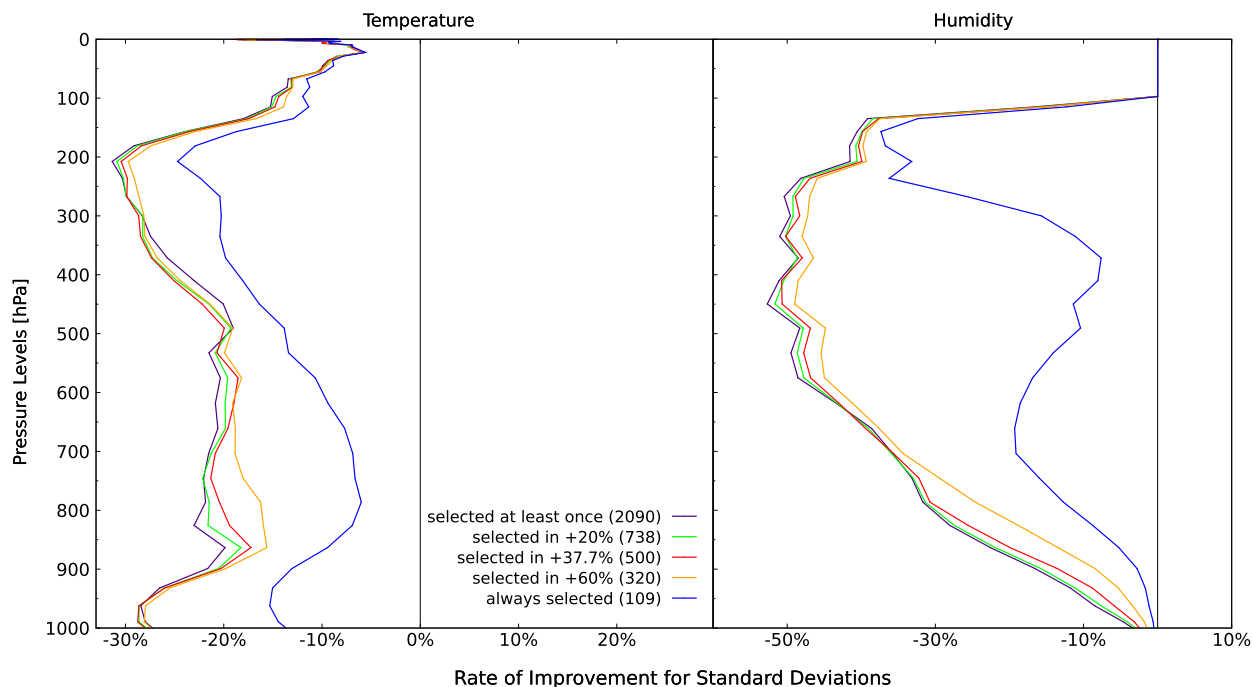 Temperature
Humidity
0
100
200
300
400
500
600
700
800
900
1000
Pressure Levels [hPa]
selected at least once (2090)
selected in +20% (738)
selected in +37.7% (500)
selected in +60% (320)
always selected (109)
-30% -20% -10% 0% 10% 20%
-50% -30% -10% 10%
Rate of Improvement for Standard Deviations